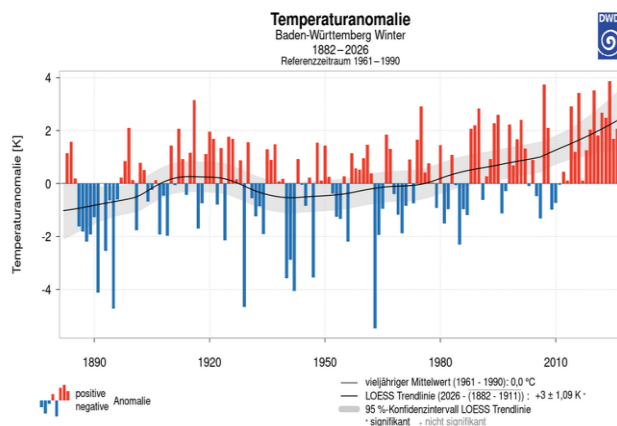 Temperaturanomalie
Baden-Württemberg Winter
1882–2026
Referenzzeitraum 1961–1990
DWD
Temperaturanomalie [K]
4
2
0
-2
-4
1890 1920 1950 1980 2010
positive
negative
Anomalie
vieljähriger Mittelwert (1961 - 1990): 0,0 °C
LOESS Trendlinie (2026 - (1882 - 1911)): +3 ± 1,09 K *
95 %-Konfidenzintervall LOESS Trendlinie
* signifikant + nicht signifikant